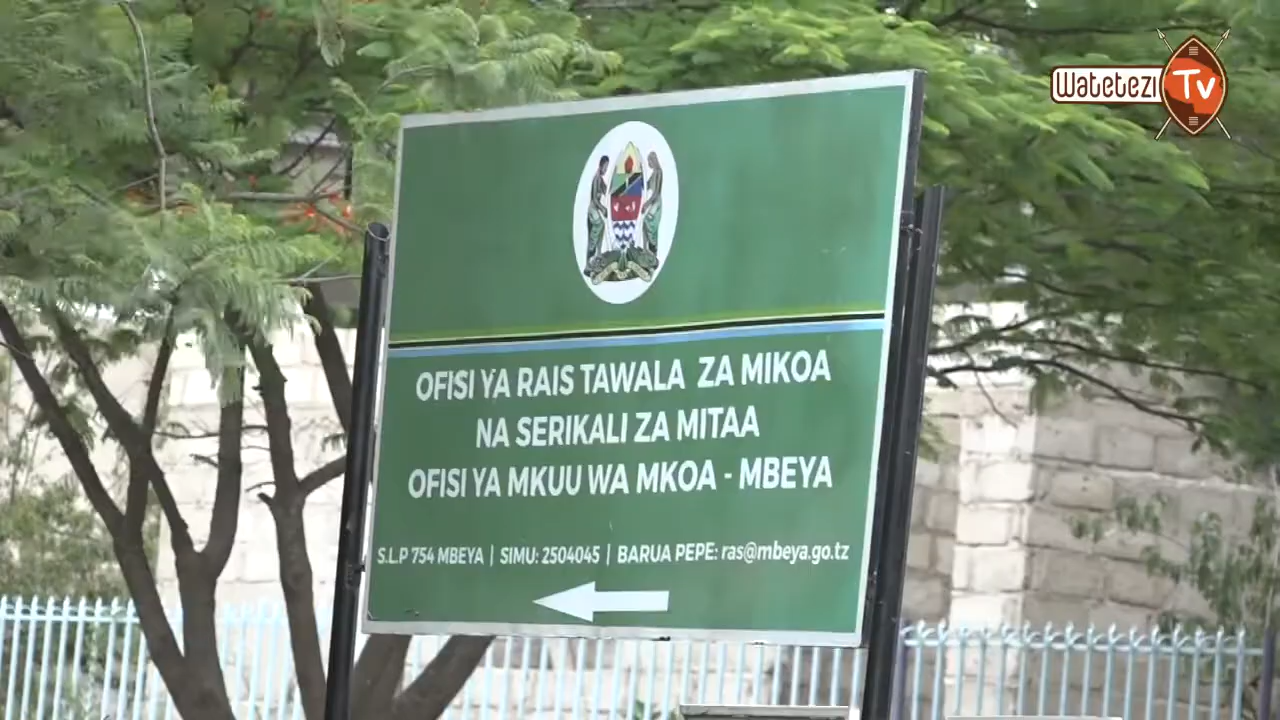 Watetezi Tv
OFISI YA RAIS TAWALA ZA MIKOA
NA SERIKALI ZA MITAA
OFISI YA MKUU WA MKOA - MBEYA
S.L.P 754 MBEYA | SIMU: 2504045 | BARUA PEPE: ras@mbeya.go.tz